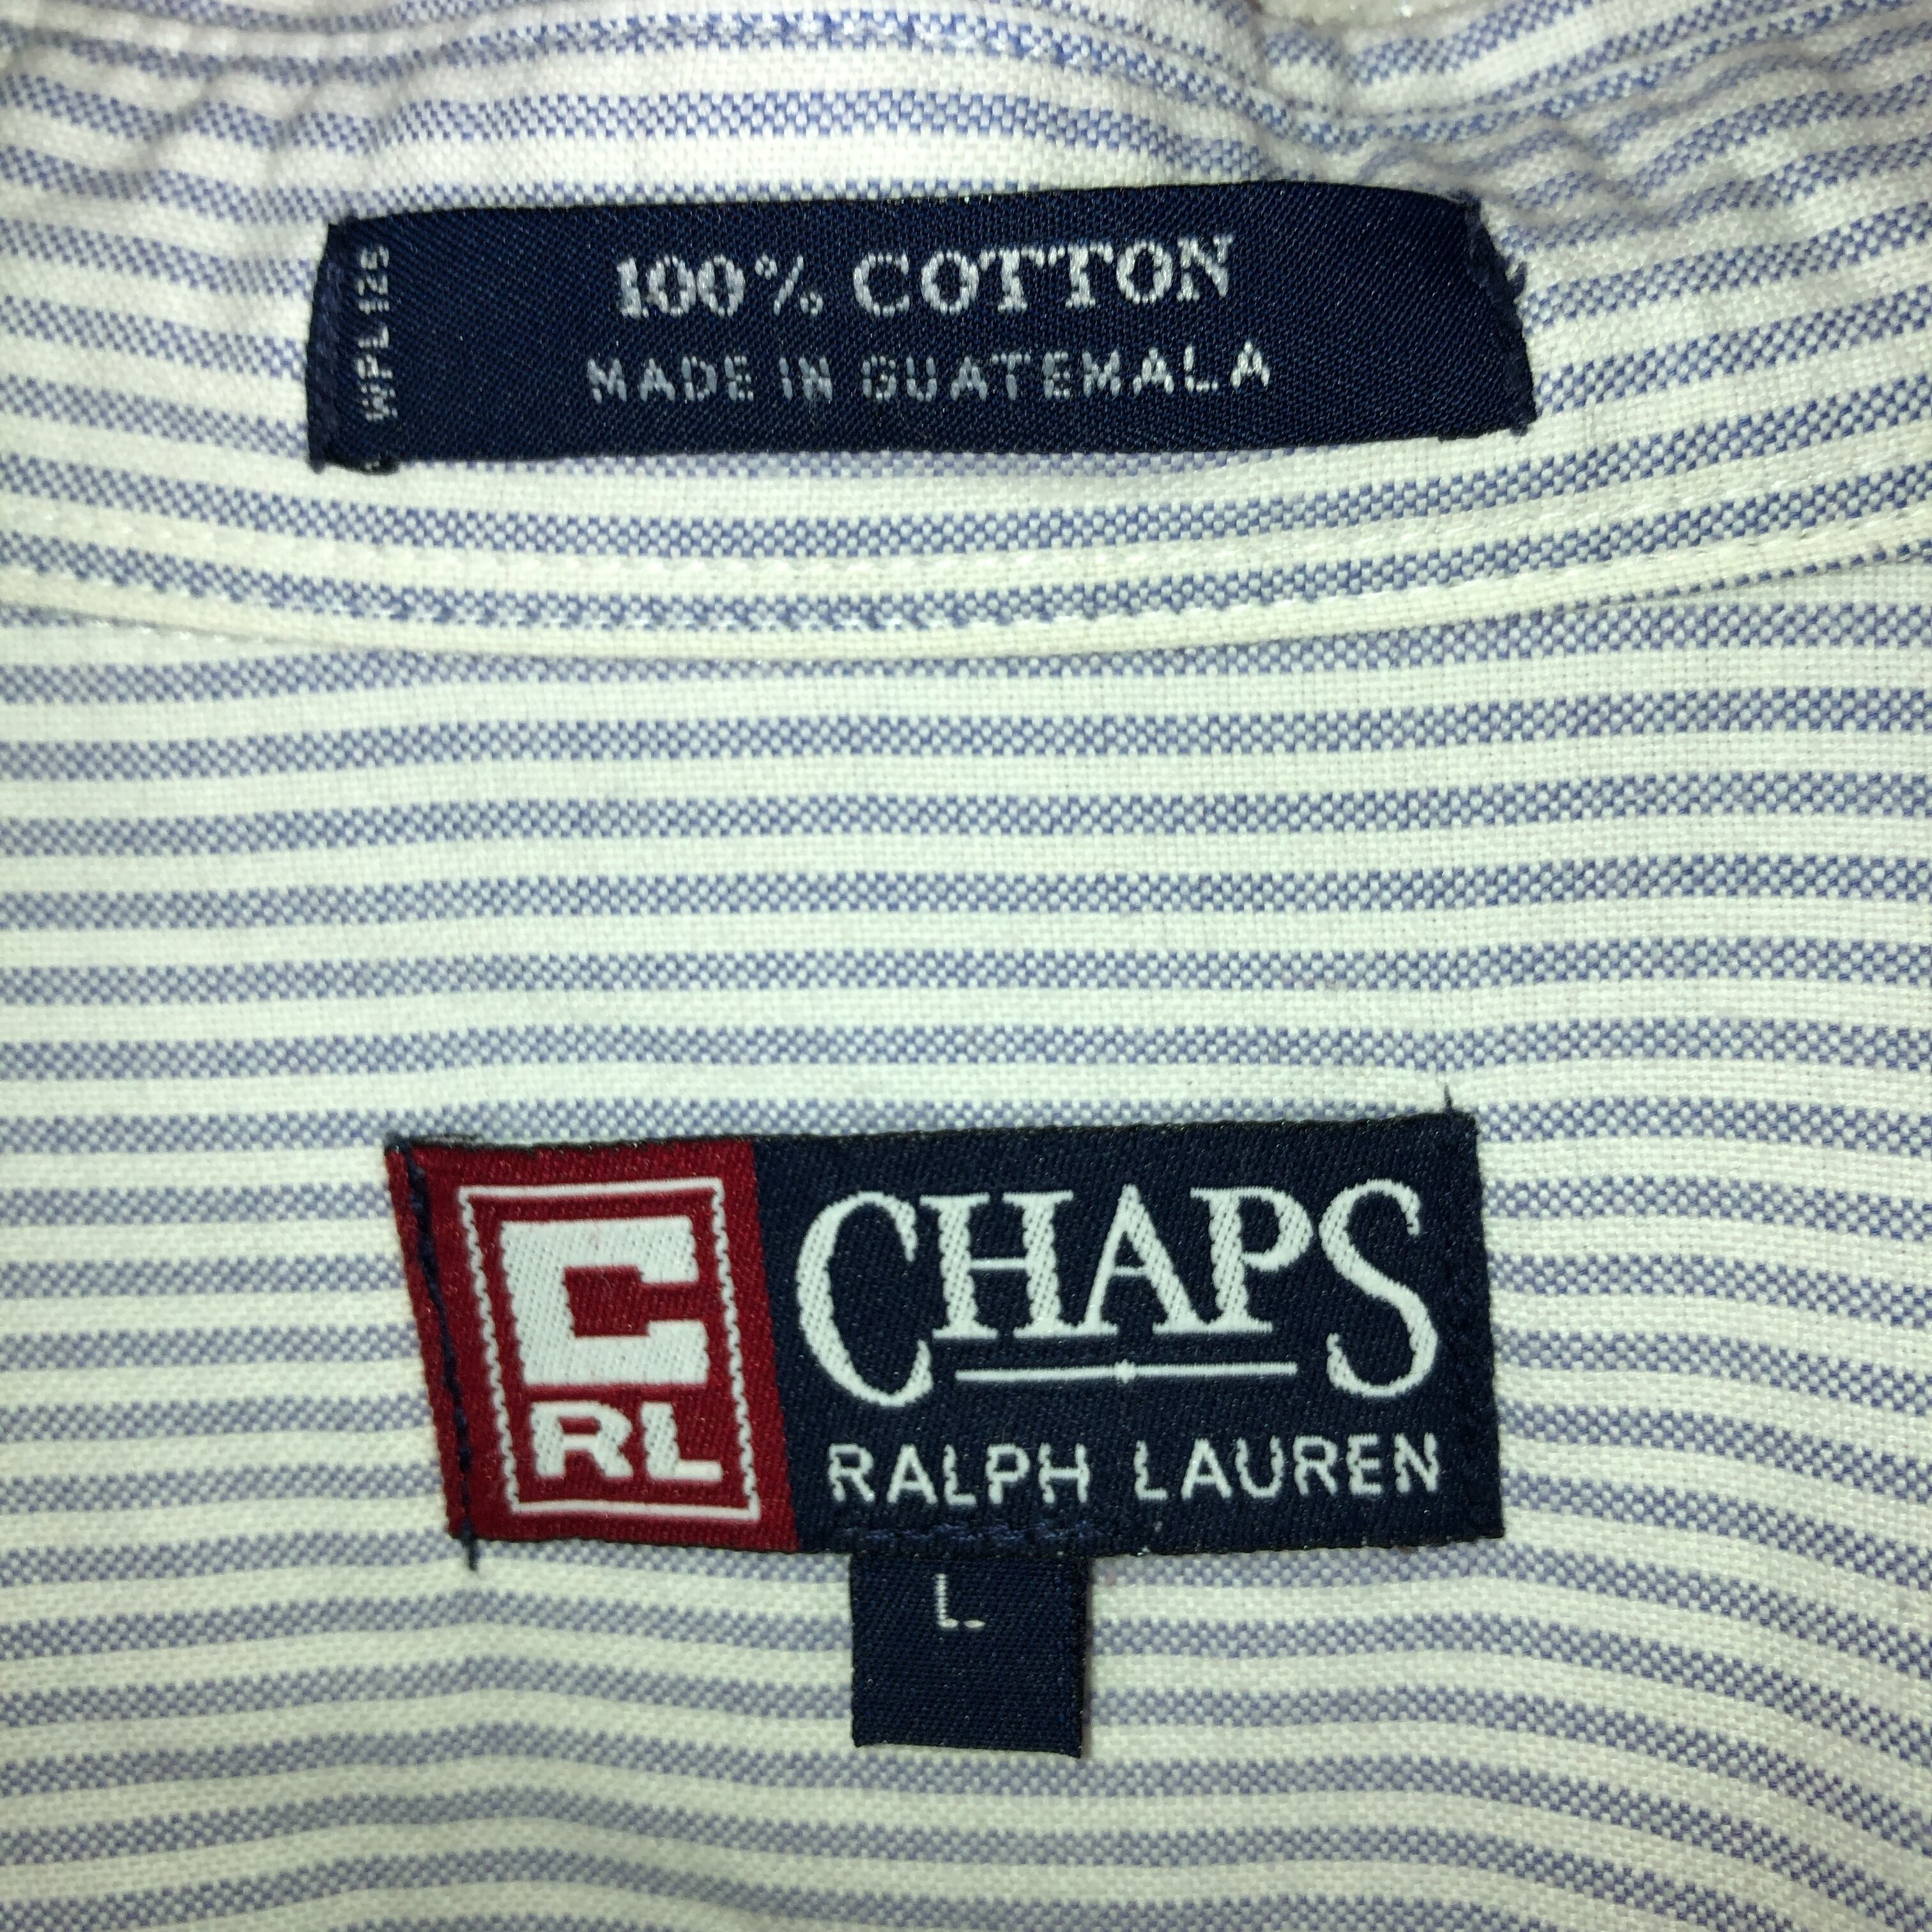 100% COTTON
MADE IN GUATEMALA
WPL 125
C
RL
CHAPS
RALPH LAUREN
L